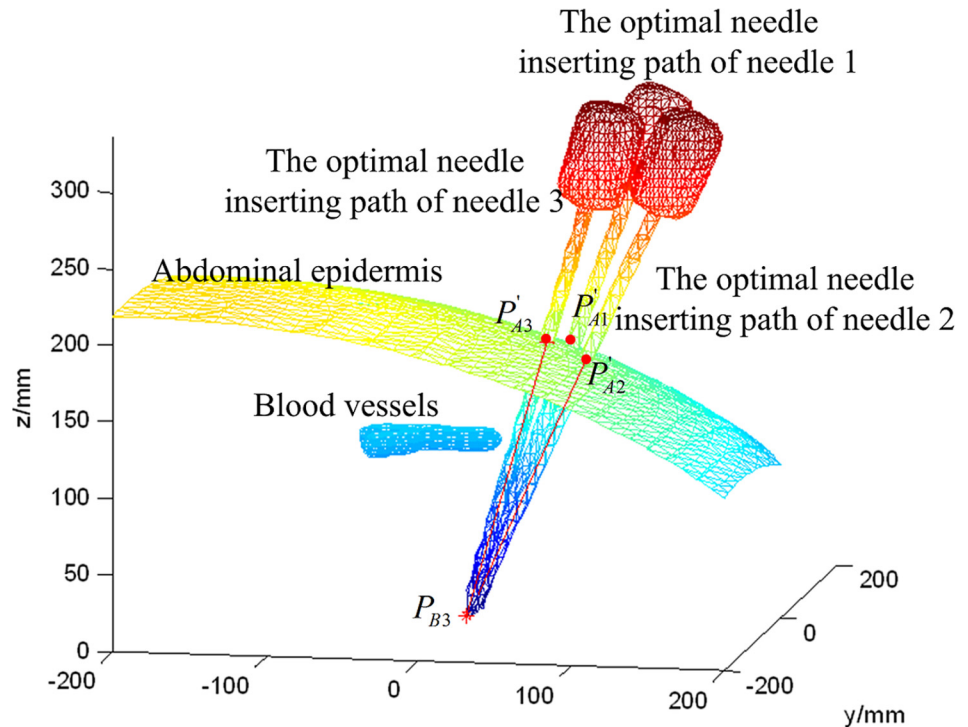 The optimal needle
inserting path of needle 1
The optimal needle
inserting path of needle 3
Abdominal epidermis
The optimal needle
inserting path of needle 2
P'A3
P'A1
P'A2
Blood vessels
PB3
z/mm
300
250
200
150
100
50
0
-200
-100
0
100
200
-200
0
200
y/mm